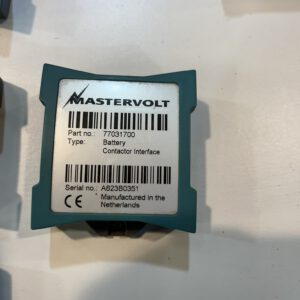 MASTERVOLT
Part no.: 77031700
Type: Battery
Contactor Interface
Serial no.: A623B0351
CE Manufactured in the
Netherlands